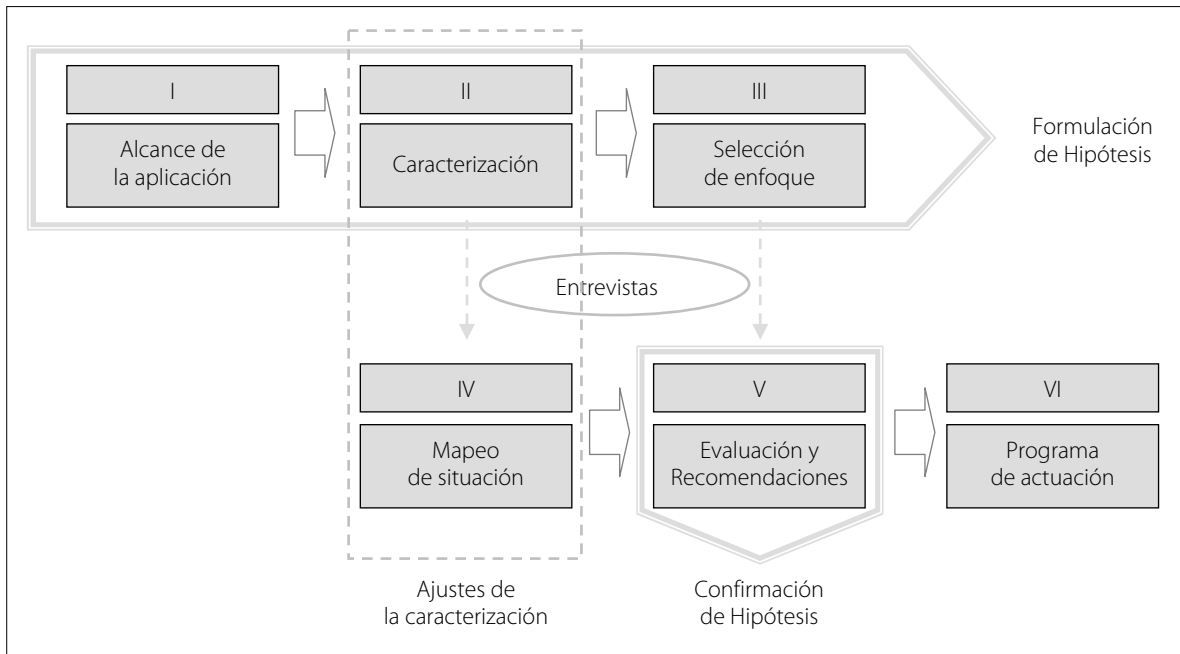 I
II
III
Alcance de
la aplicación
Caracterización
Selección
de enfoque
Formulación
de Hipótesis
Entrevistas
IV
V
VI
Mapeo
de situación
Evaluación y
Recomendaciones
Programa
de actuación
Ajustes de
la caracterización
Confirmación
de Hipótesis